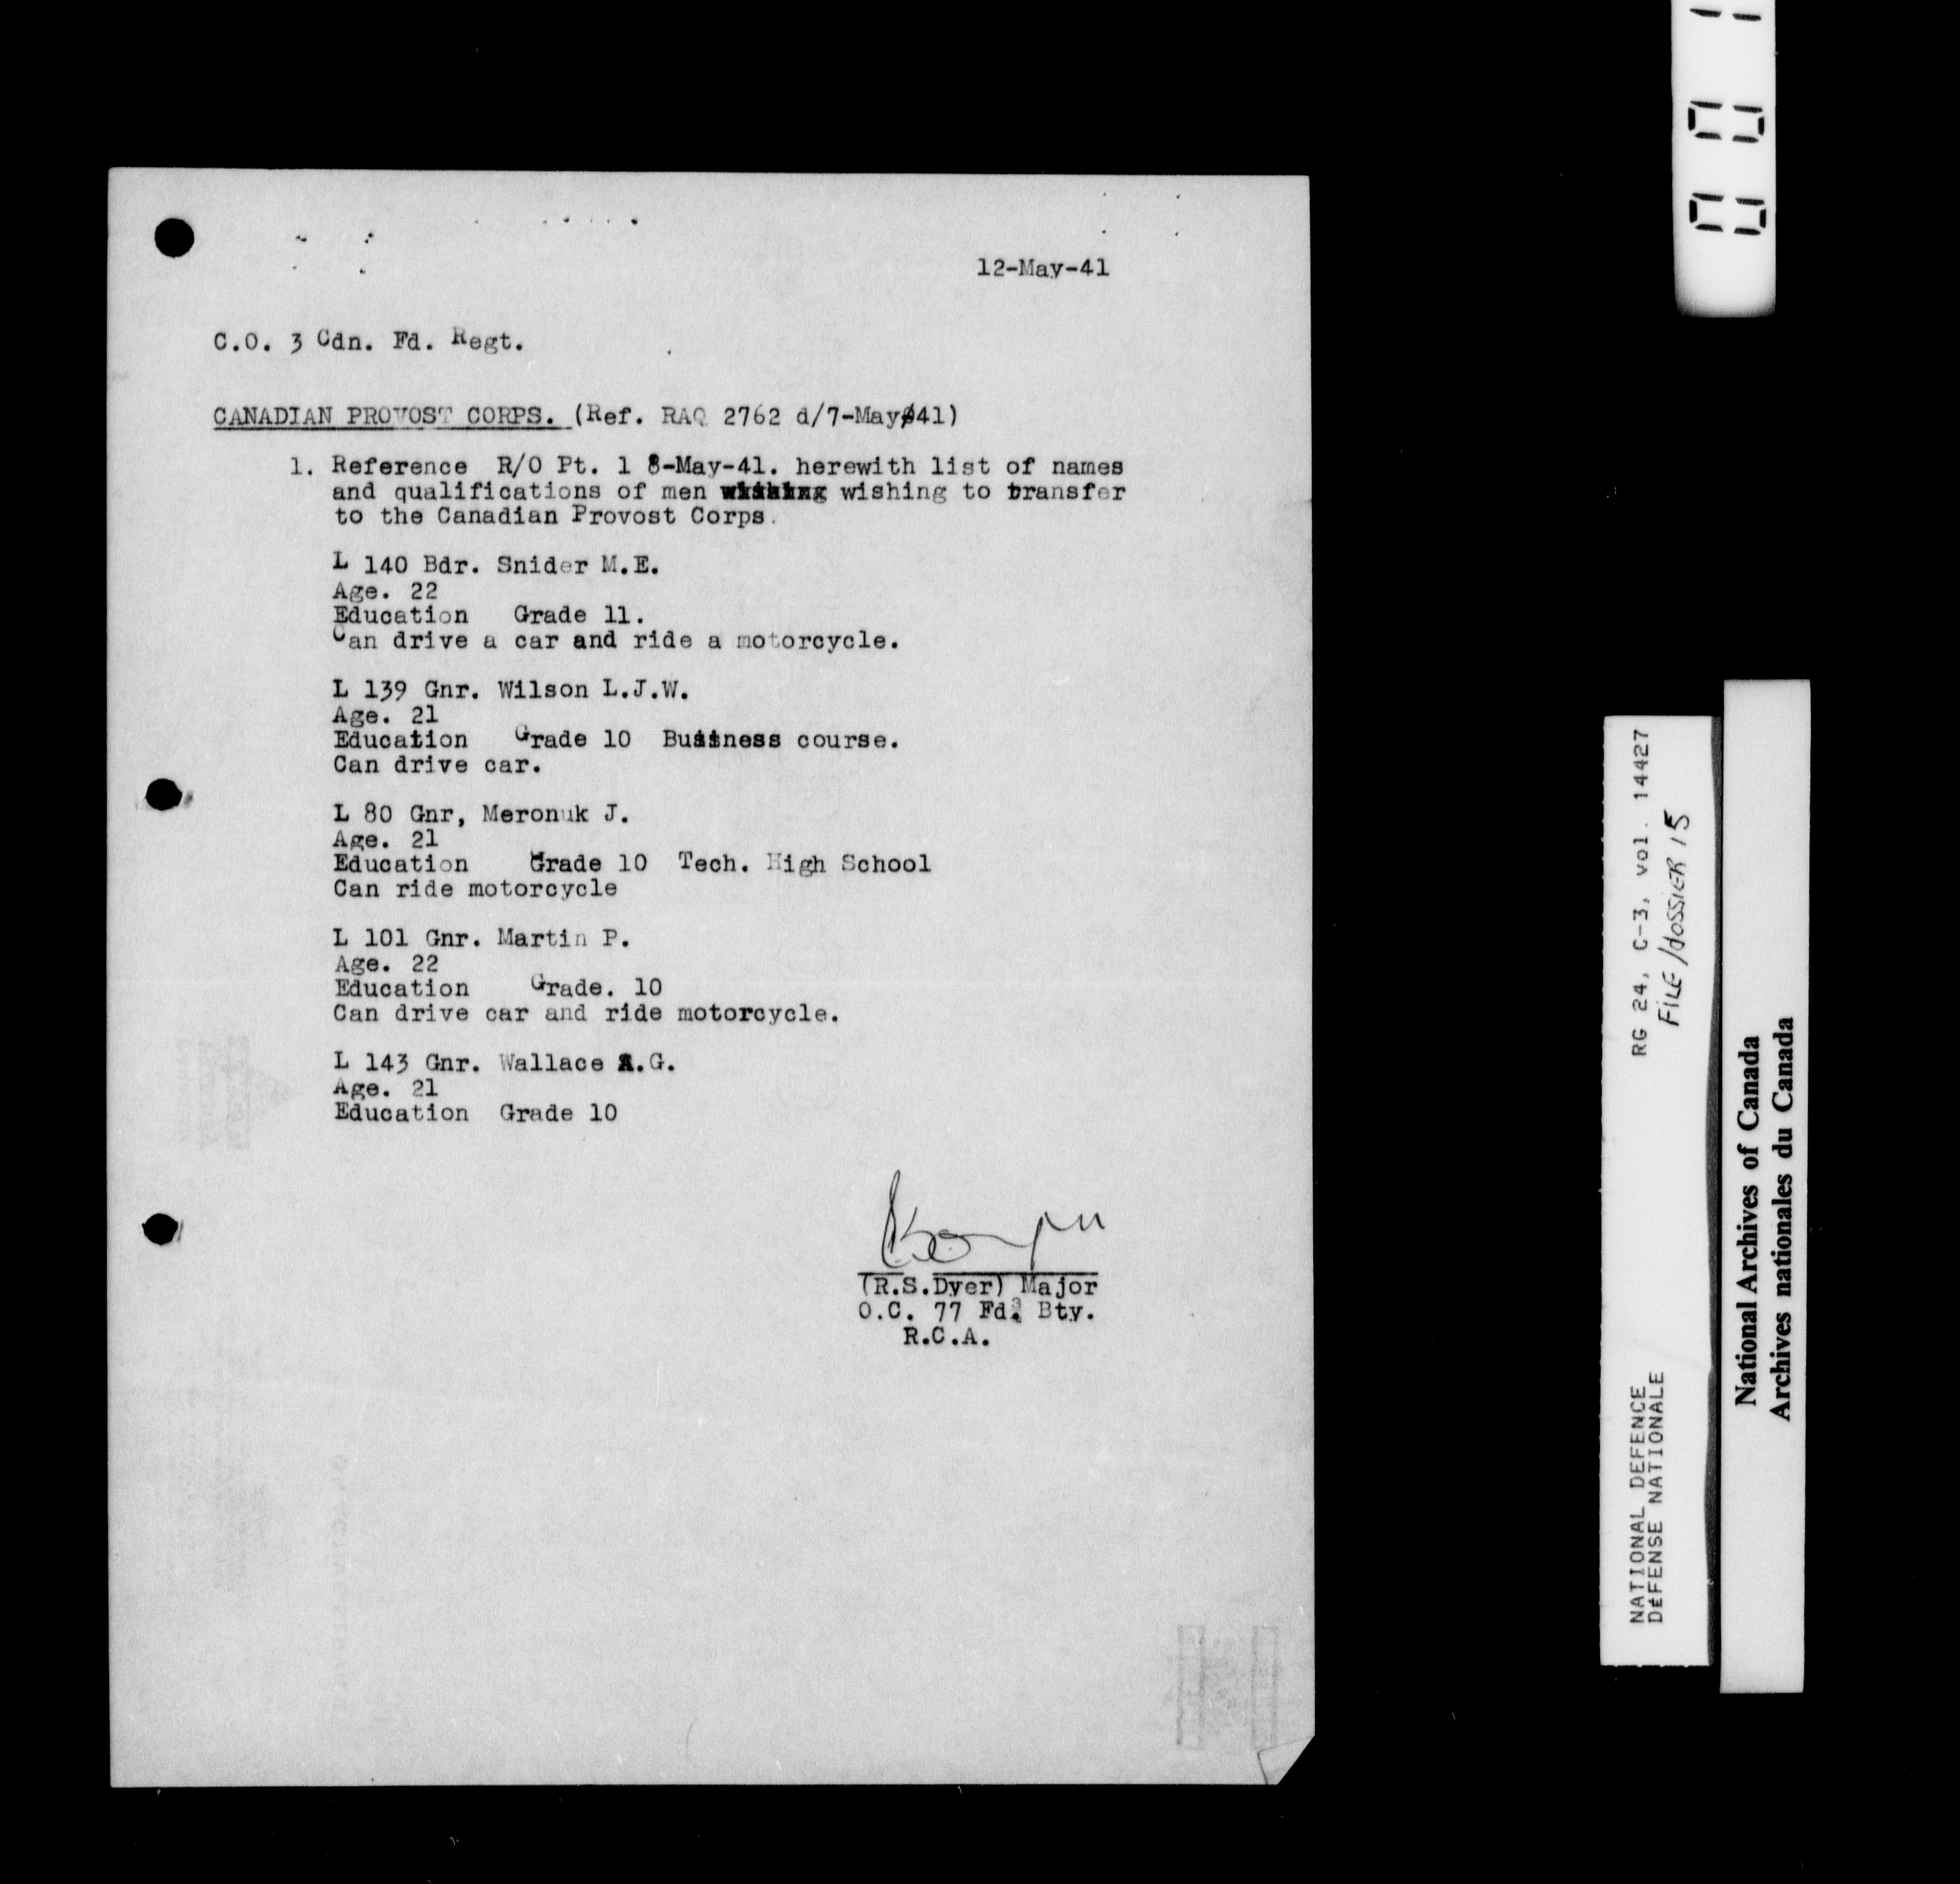 12-May-41
C.O. 3 Cdn. Fd. Regt.
CANADIAN PROVOST CORPS. (Ref. RAQ 2762 d/7-May-41)
1. Reference R/O Pt. 1 8-May-41. herewith list of names
and qualifications of men wishing to transfer
to the Canadian Provost Corps.
L 140 Bdr. Snider M.E.
Age. 22
Education Grade 11.
Can drive a car and ride a motorcycle.
L 139 Gnr. Wilson L.J.W.
Age. 21
Education Grade 10 Business course.
Can drive car.
L 80 Gnr, Meronuk J.
Age. 21
Education Grade 10 Tech. High School
Can ride motorcycle
L 101 Gnr. Martin P.
Age. 22
Education Grade. 10
Can drive car and ride motorcycle.
L 143 Gnr. Wallace A.G.
Age. 21
Education Grade 10
(R.S.Dyer) Major
O.C. 77 Fd. Bty.
R.C.A.
RG 24, C-3, vol. 14427
FILE/DOSSIER 15
NATIONAL DEFENCE
DÉFENSE NATIONALE
National Archives of Canada
Archives nationales du Canada